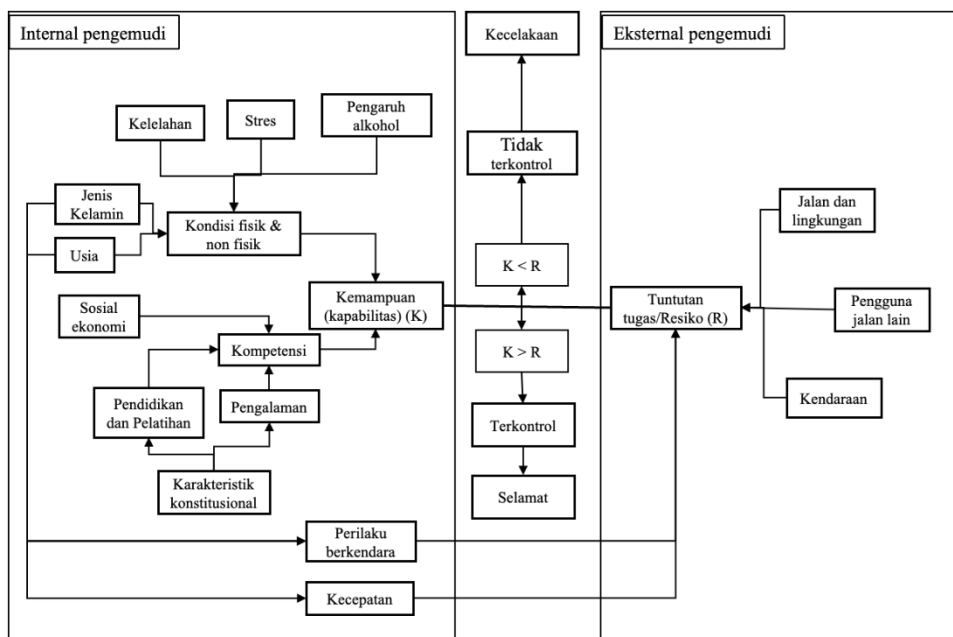 Internal pengemudi
Kecelakaan
Eksternal pengemudi
Kelelahan
Stres
Pengaruh
alkohol
Tidak
terkontrol
Jenis
Kelamin
Kondisi fisik &
non fisik
Jalan dan
lingkungan
Usia
K < R
Kemampuan
(kapabilitas) (K)
Tuntutan
tugas/Resiko (R)
Pengguna
jalan lain
Sosial
ekonomi
Kompetensi
K > R
Pendidikan
dan Pelatihan
Pengalaman
Kendaraan
Terkontrol
Karakteristik
konstitusional
Selamat
Perilaku
berkendara
Kecepatan